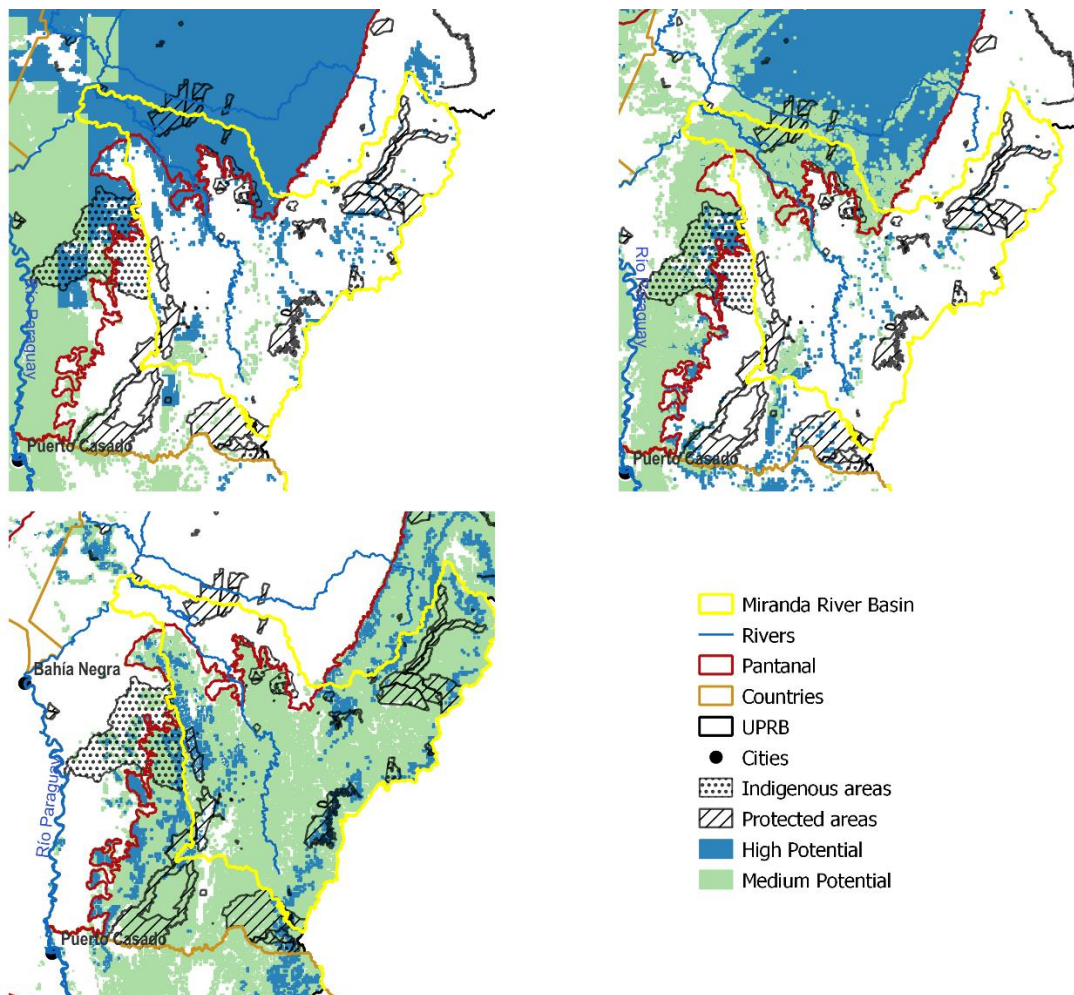 Río Paraguay
Puerto Casado
Río Paraguay
Puerto Casado
Bahía Negra
Río Paraguay
Puerto Casado
Miranda River Basin
Rivers
Pantanal
Countries
UPRB
Cities
Indigenous areas
Protected areas
High Potential
Medium Potential